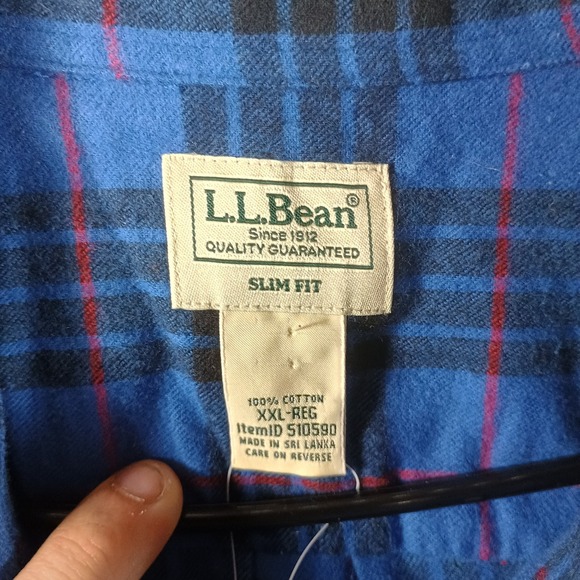 L.L.Bean®
Since 1912
QUALITY GUARANTEED
SLIM FIT
100% COTTON
XXL-REG
ItemID 510590
MADE IN SRI LANKA
CARE ON REVERSE